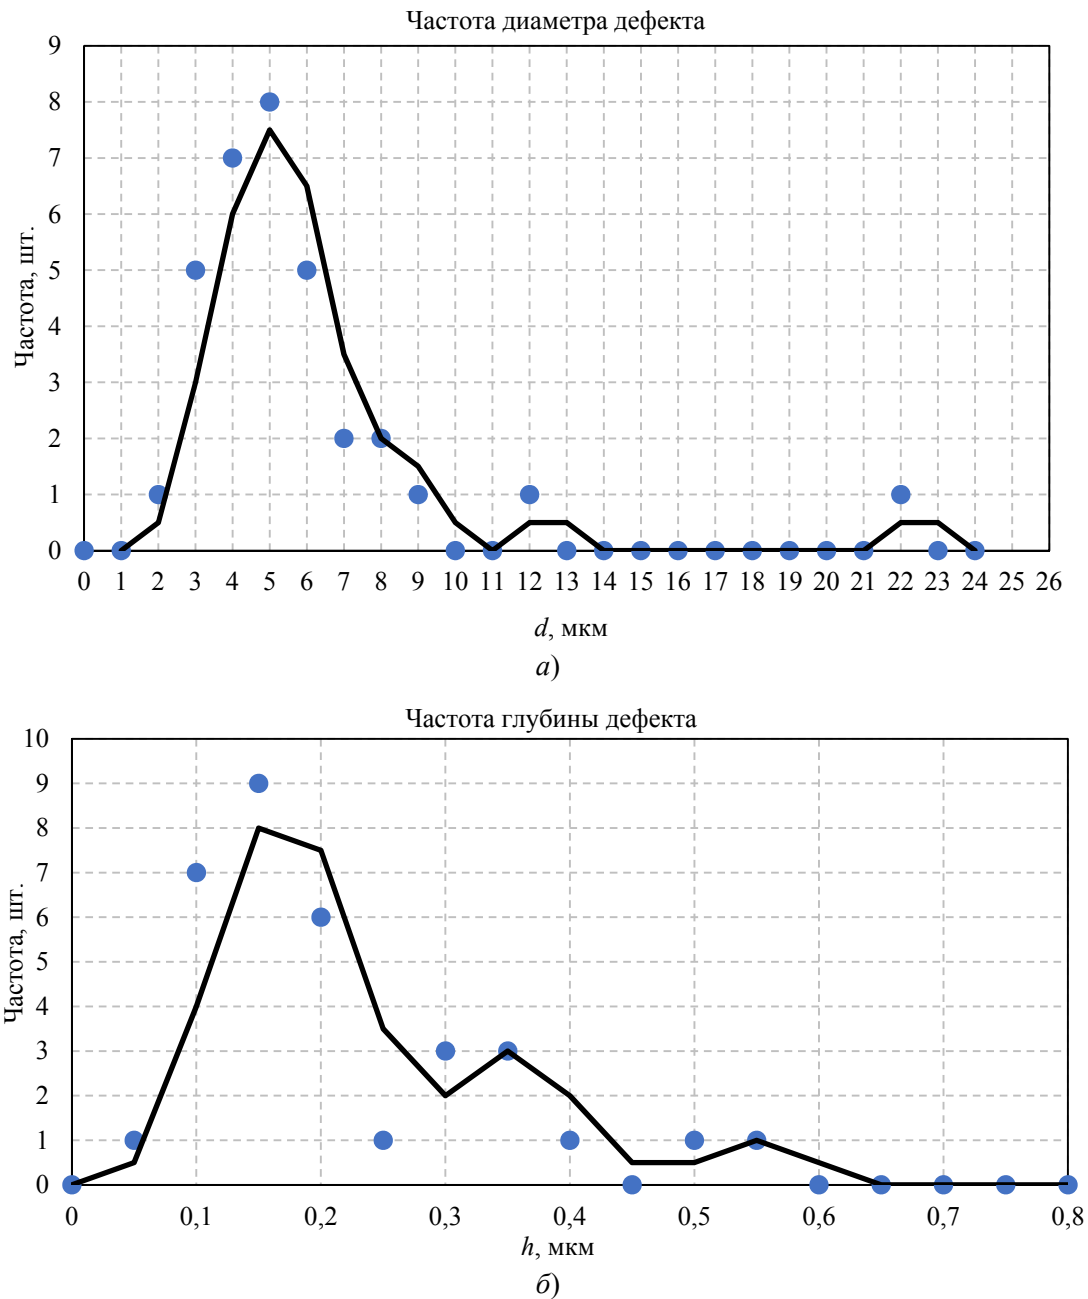 Частота диаметра дефекта
Частота, шт.
9
8
7
6
5
4
3
2
1
0
0 1 2 3 4 5 6 7 8 9 10 11 12 13 14 15 16 17 18 19 20 21 22 23 24 25 26
d, мкм
а)
Частота глубины дефекта
Частота, шт.
10
9
8
7
6
5
4
3
2
1
0
0 0,1 0,2 0,3 0,4 0,5 0,6 0,7 0,8
h, мкм
б)